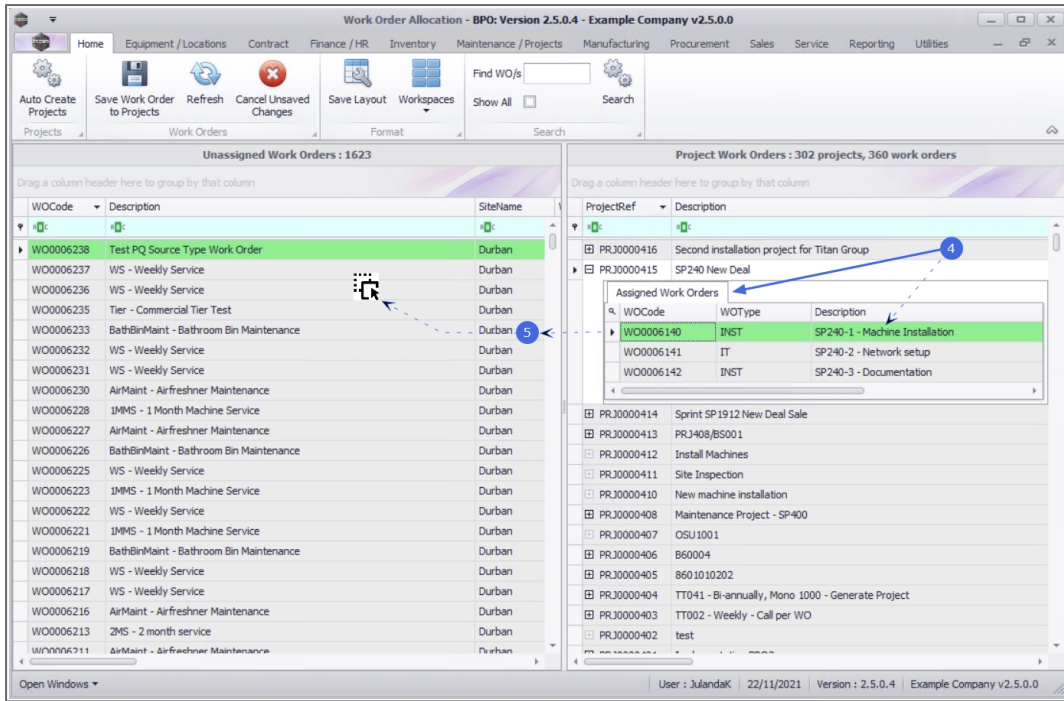 Work Order Allocation - BPO: Version 2.5.0.4 - Example Company v2.5.0.0
Home Equipment / Locations Contract Finance / HR Inventory Maintenance / Projects Manufacturing Procurement Sales Service Reporting Utilities
Auto Create Projects
Save Work Order to Projects
Refresh
Cancel Unsaved Changes
Save Layout
Workspaces
Find WO/s
Show All
Search
Projects Work Orders Format Search
Unassigned Work Orders : 1623
Drag a column header here to group by that column
WOCode Description SiteName
WO0006238 Test PQ Source Type Work Order Durban
WO0006237 WS - Weekly Service Durban
WO0006236 WS - Weekly Service Durban
WO0006235 Tier - Commercial Tier Test Durban
WO0006233 BathBinMaint - Bathroom Bin Maintenance Durban
WO0006232 WS - Weekly Service Durban
WO0006231 WS - Weekly Service Durban
WO0006230 AirMaint - Airfreshner Maintenance Durban
WO0006228 1MMS - 1 Month Machine Service Durban
WO0006227 AirMaint - Airfreshner Maintenance Durban
WO0006226 BathBinMaint - Bathroom Bin Maintenance Durban
WO0006225 WS - Weekly Service Durban
WO0006223 1MMS - 1 Month Machine Service Durban
WO0006222 WS - Weekly Service Durban
WO0006221 1MMS - 1 Month Machine Service Durban
WO0006219 BathBinMaint - Bathroom Bin Maintenance Durban
WO0006218 WS - Weekly Service Durban
WO0006217 WS - Weekly Service Durban
WO0006216 AirMaint - Airfreshner Maintenance Durban
WO0006213 2MS - 2 month service Durban
WO0006211 AirMaint - Airfreshner Maintenance Durban
5
Project Work Orders : 302 projects, 360 work orders
Drag a column header here to group by that column
ProjectRef Description
PRJ0000416 Second installation project for Titan Group
4
PRJ0000415 SP240 New Deal
Assigned Work Orders
WOCode WOType Description
WO0006140 INST SP240-1 - Machine Installation
WO0006141 IT SP240-2 - Network setup
WO0006142 INST SP240-3 - Documentation
PRJ0000414 Sprint SP1912 New Deal Sale
PRJ0000413 PRJ408/BS001
PRJ0000412 Install Machines
PRJ0000411 Site Inspection
PRJ0000410 New machine installation
PRJ0000408 Maintenance Project - SP400
PRJ0000407 OSU1001
PRJ0000406 B60004
PRJ0000405 8601010202
PRJ0000404 TT041 - Bi-annually, Mono 1000 - Generate Project
PRJ0000403 TT002 - Weekly - Call per WO
PRJ0000402 test
Open Windows
User : JulandaK 22/11/2021 Version : 2.5.0.4 Example Company v2.5.0.0